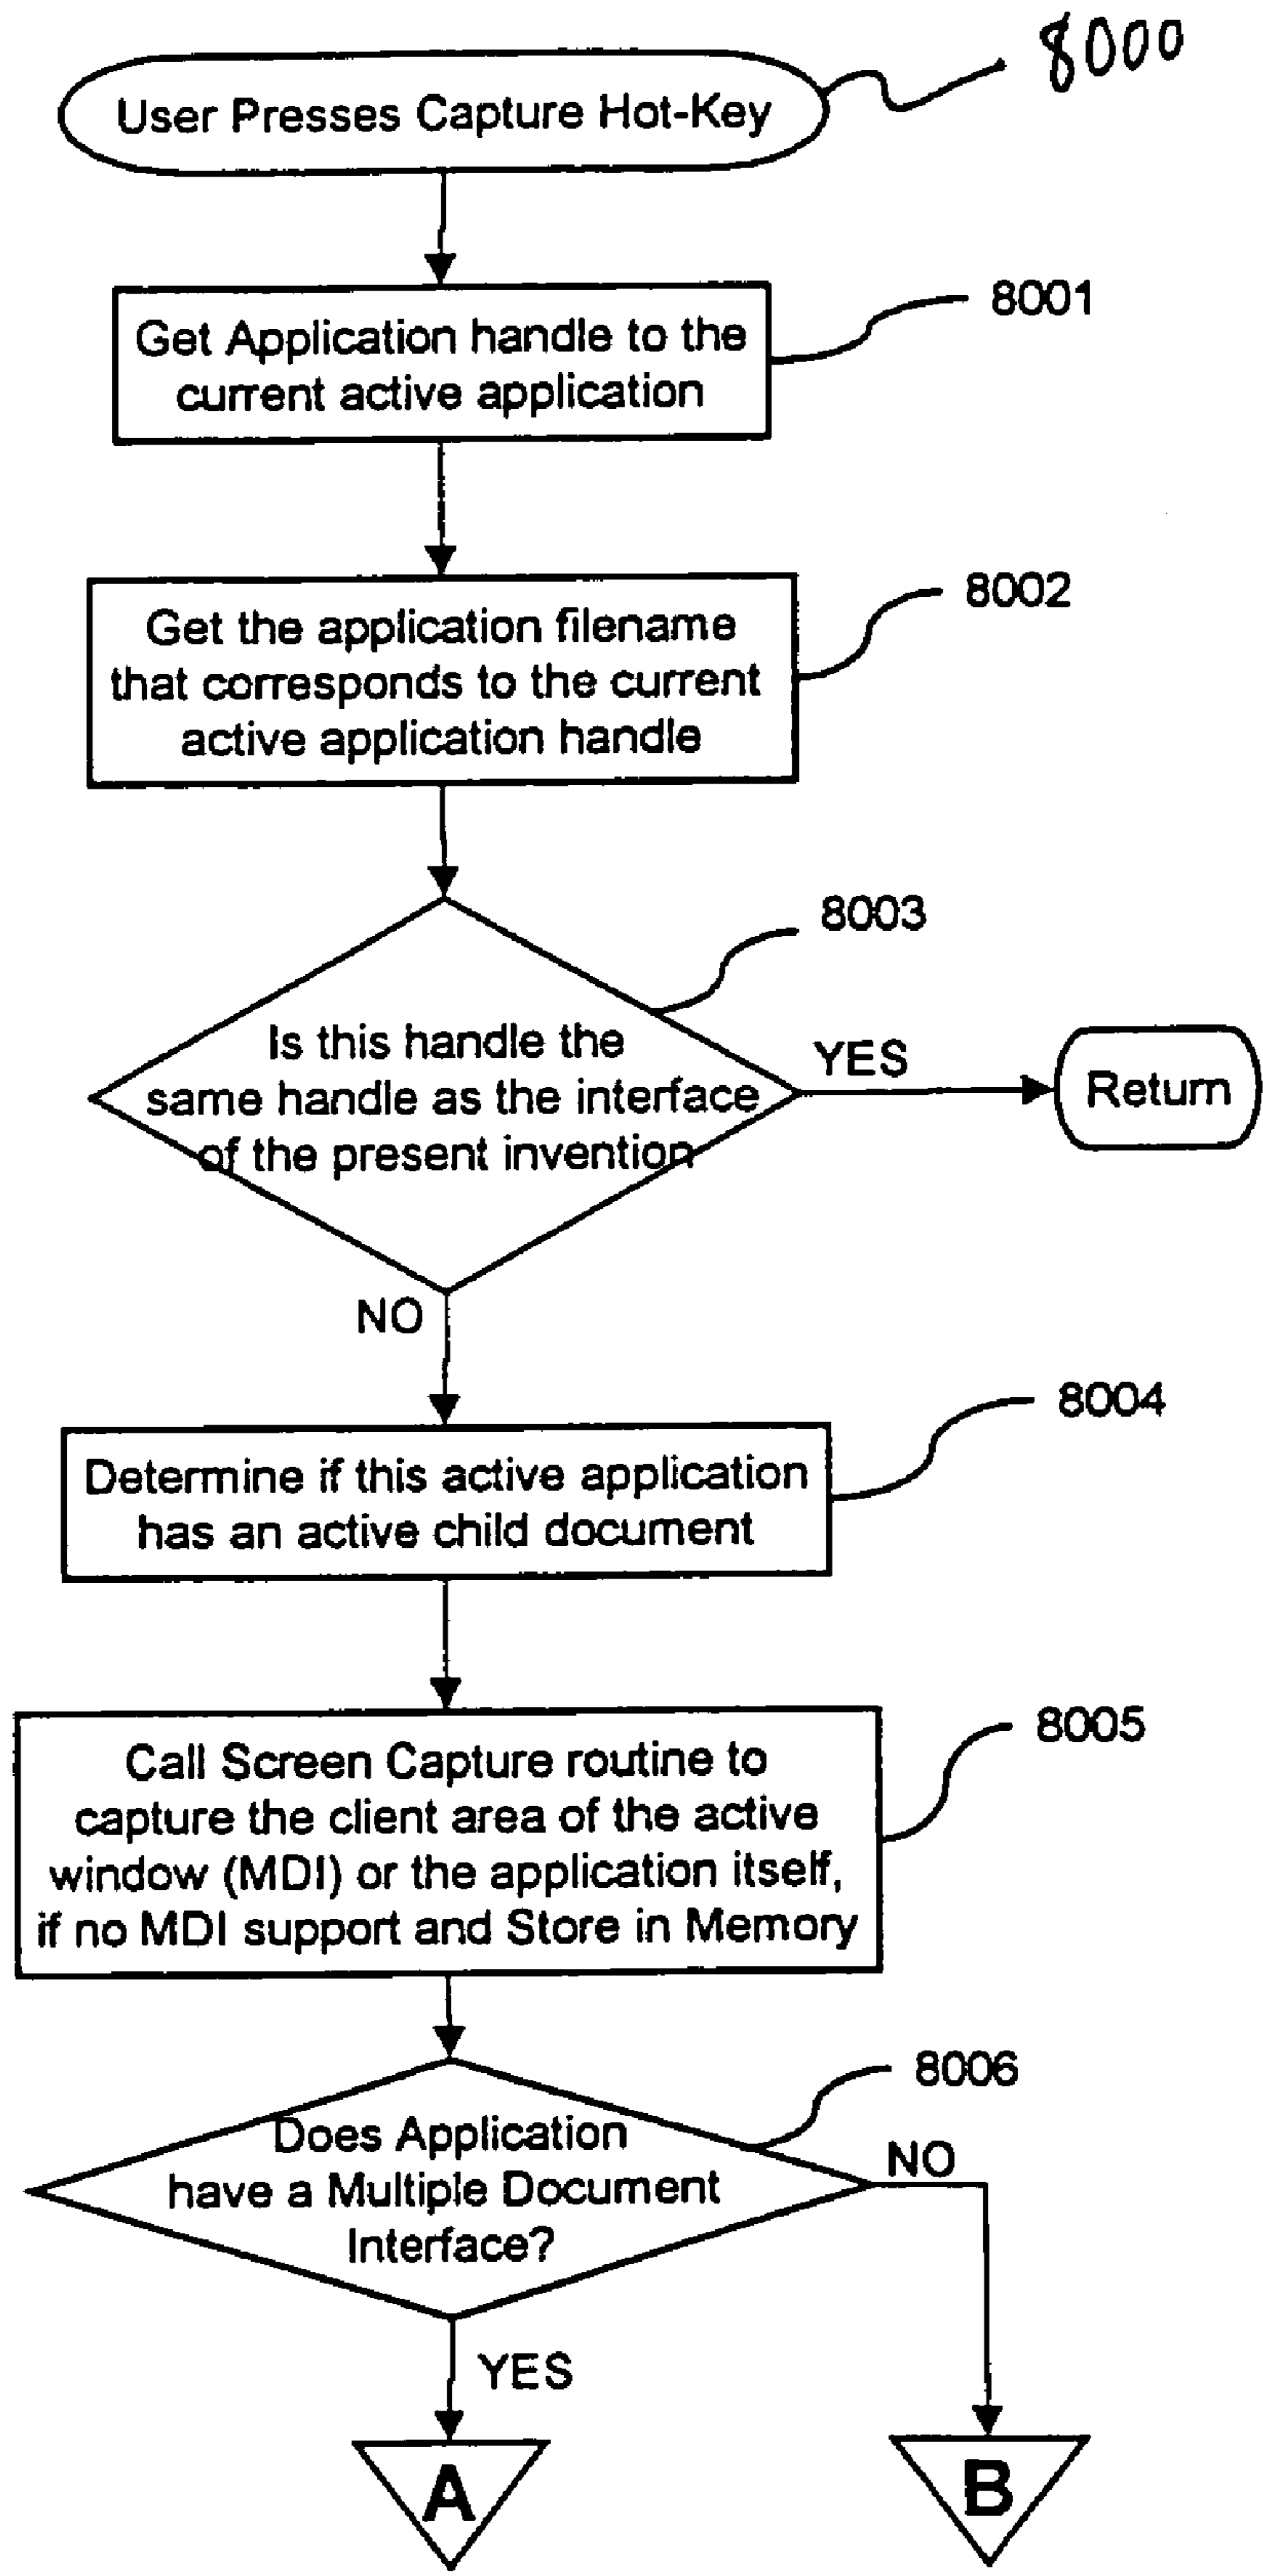 8000
User Presses Capture Hot-Key
8001
Get Application handle to the
current active application
8002
Get the application filename
that corresponds to the current
active application handle
8003
Is this handle the
same handle as the interface
of the present invention
YES
Return
NO
8004
Determine if this active application
has an active child document
8005
Call Screen Capture routine to
capture the client area of the active
window (MDI) or the application itself,
if no MDI support and Store in Memory
8006
Does Application
have a Multiple Document
Interface?
NO
YES
A
B